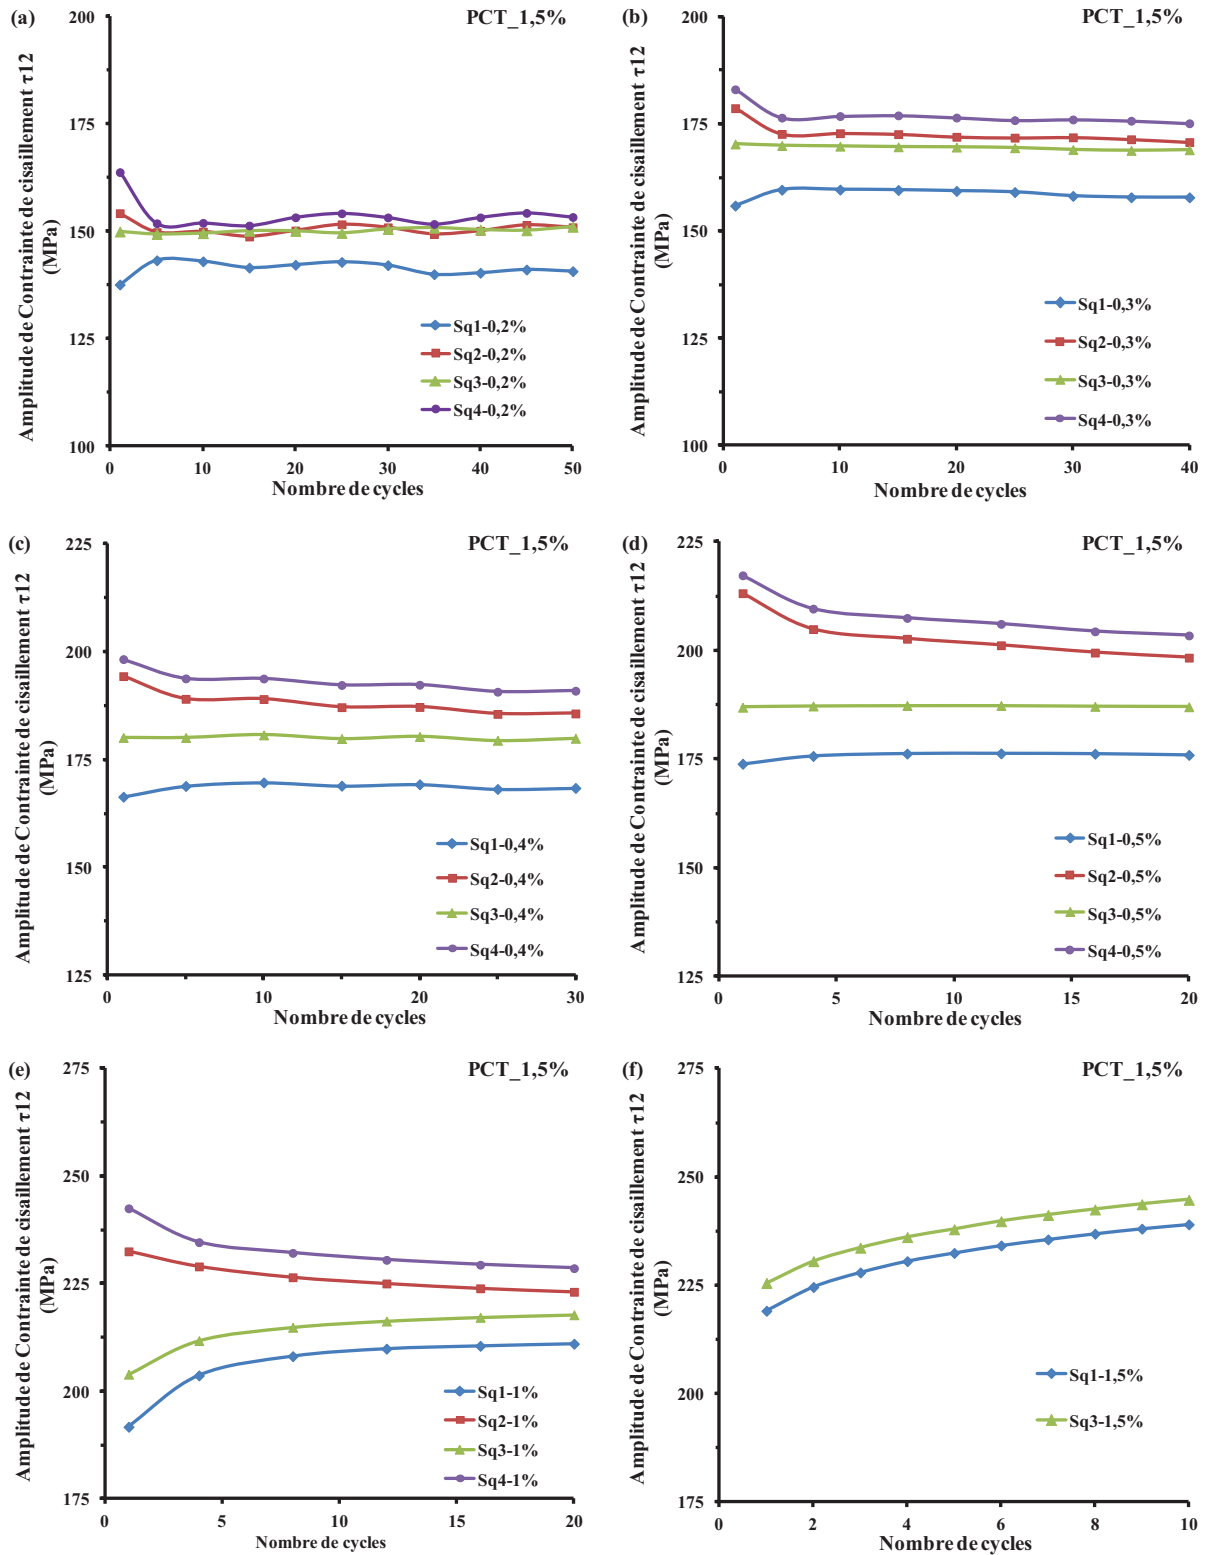 (a)
PCT_1,5%
200
175
150
125
100
Amplitude de Contrainte de cisaillement τ12
(MPa)
Sq1-0,2%
Sq2-0,2%
Sq3-0,2%
Sq4-0,2%
0 10 20 30 40 50
Nombre de cycles
(b)
PCT_1,5%
200
175
150
125
100
Amplitude de Contrainte de cisaillement τ12
(MPa)
Sq1-0,3%
Sq2-0,3%
Sq3-0,3%
Sq4-0,3%
0 10 20 30 40
Nombre de cycles
(c)
PCT_1,5%
225
200
175
150
125
Amplitude de Contrainte de cisaillement τ12
(MPa)
Sq1-0,4%
Sq2-0,4%
Sq3-0,4%
Sq4-0,4%
0 10 20 30
Nombre de cycles
(d)
PCT_1,5%
225
200
175
150
125
Amplitude de Contrainte de cisaillement τ12
(MPa)
Sq1-0,5%
Sq2-0,5%
Sq3-0,5%
Sq4-0,5%
0 5 10 15 20
Nombre de cycles
(e)
PCT_1,5%
275
250
225
200
175
Amplitude de Contrainte de cisaillement τ12
(MPa)
Sq1-1%
Sq2-1%
Sq3-1%
Sq4-1%
0 5 10 15 20
Nombre de cycles
(f)
PCT_1,5%
275
250
225
200
175
Amplitude de Contrainte de cisaillement τ12
(MPa)
Sq1-1,5%
Sq3-1,5%
0 2 4 6 8 10
Nombre de cycles